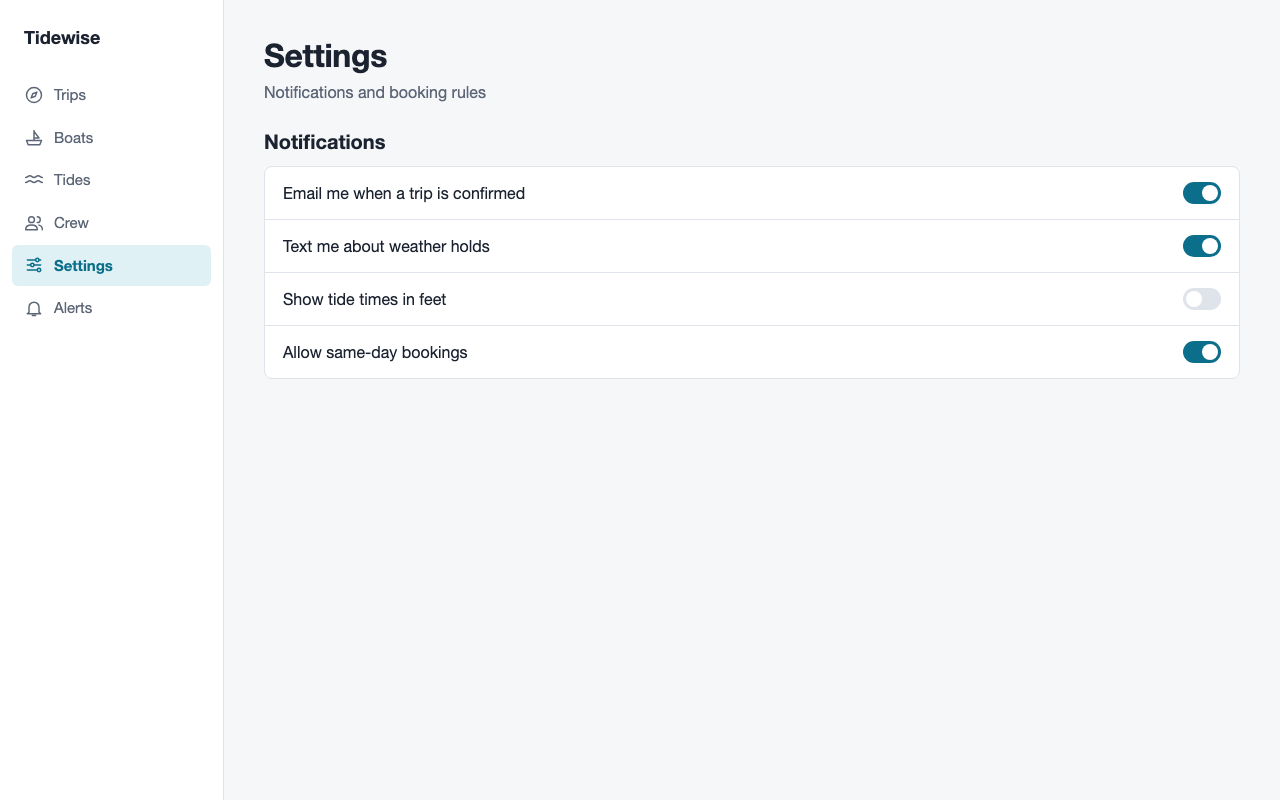 Tidewise
Trips
Boats
Tides
Crew
Settings
Alerts
Settings
Notifications and booking rules
Notifications
Email me when a trip is confirmed
Text me about weather holds
Show tide times in feet
Allow same-day bookings